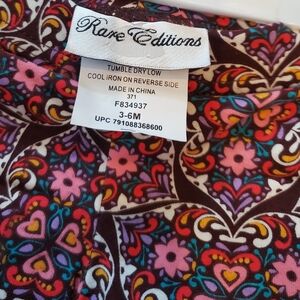 Rare Editions
TUMBLE DRY LOW
COOL IRON ON REVERSE SIDE
MADE IN CHINA
371
F834937
3-6M
UPC 791088368600